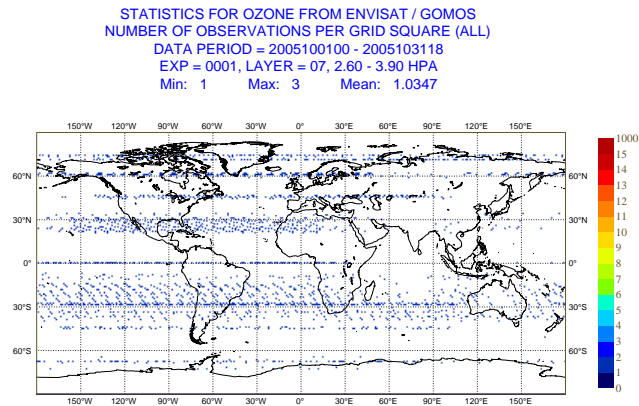 STATISTICS FOR OZONE FROM ENVISAT / GOMOS
NUMBER OF OBSERVATIONS PER GRID SQUARE (ALL)
DATA PERIOD = 2005100100 - 2005103118
EXP = 0001, LAYER = 07, 2.60 - 3.90 HPA
Min: 1 Max: 3 Mean: 1.0347
150°W 120°W 90°W 60°W 30°W 0° 30°E 60°E 90°E 120°E 150°E
60°N 60°N
30°N 30°N
0° 0°
30°S 30°S
60°S 60°S
150°W 120°W 90°W 60°W 30°W 0° 30°E 60°E 90°E 120°E 150°E
1000
15
14
13
12
11
10
9
8
7
6
5
4
3
2
1
0